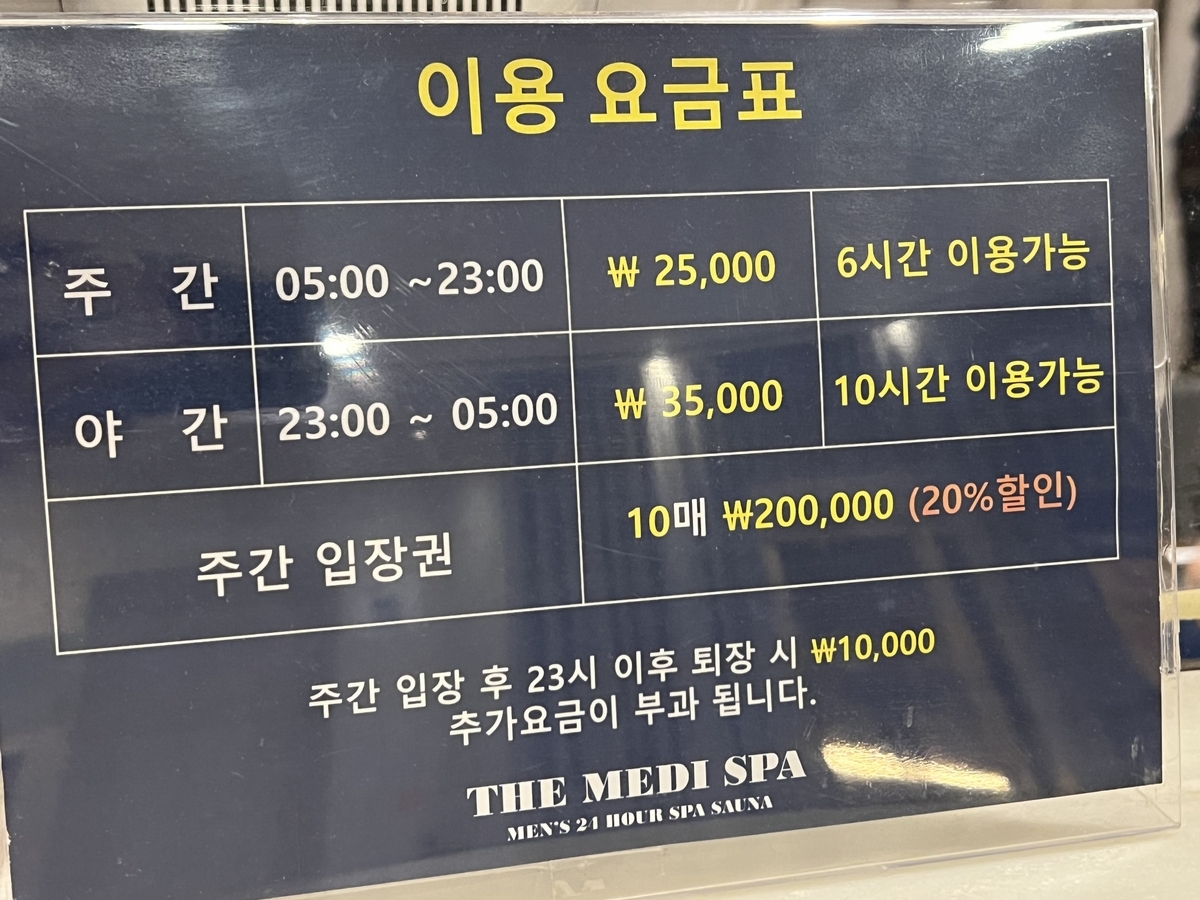 이용 요금표
주 간 05:00 ~23:00 ₩ 25,000 6시간 이용가능
야 간 23:00 ~ 05:00 ₩ 35,000 10시간 이용가능
주간 입장권 10매 ₩200,000 (20%할인)
주간 입장 후 23시 이후 퇴장 시 ₩10,000
추가요금이 부과 됩니다.
THE MEDI SPA
MEN'S 24 HOUR SPA SAUNA